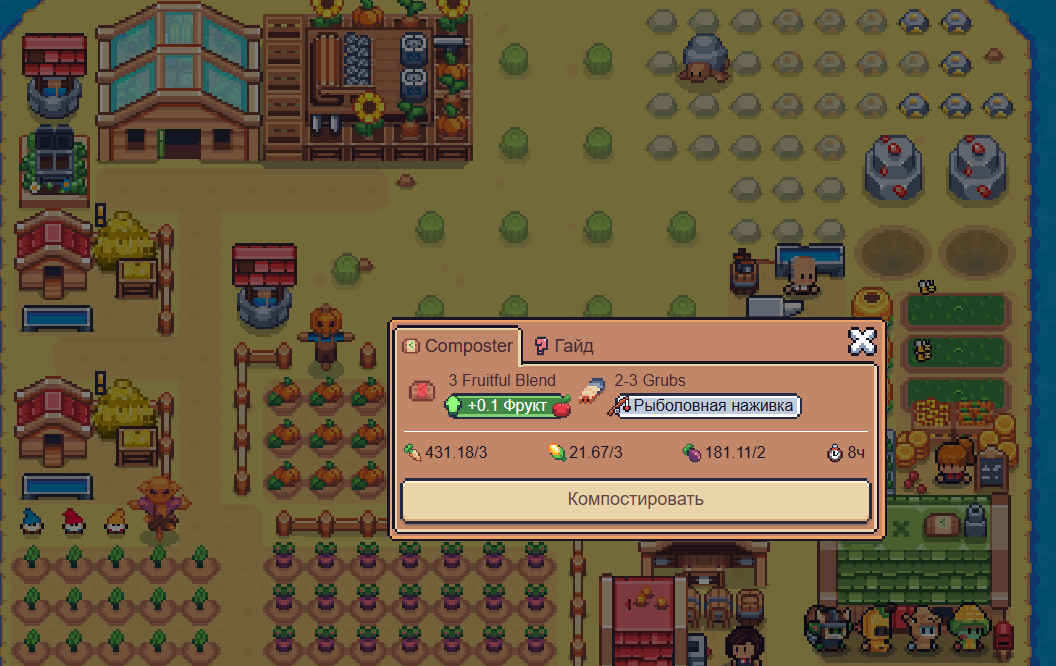 Composter
Гайд
3 Fruitful Blend
2-3 Grubs
+0.1 Фрукт
Рыболовная наживка
431.18/3
21.67/3
181.11/2
8ч
Компостировать